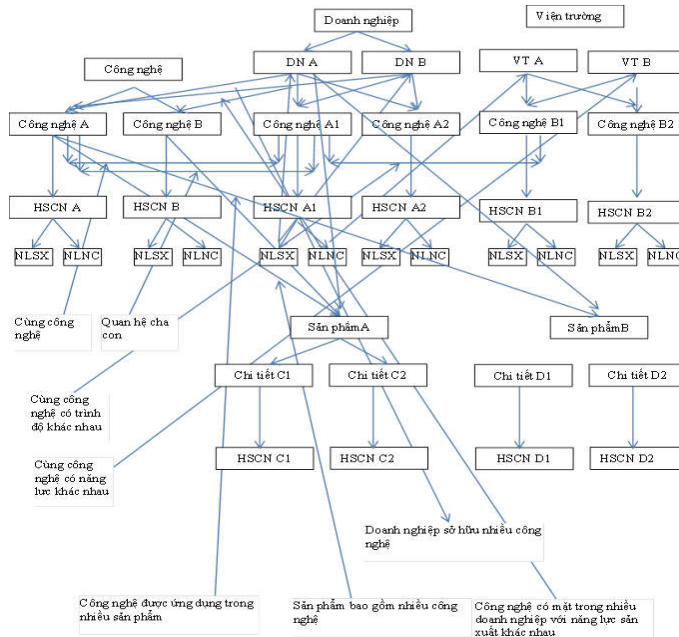 Doanh nghiệp
Viện trường
Công nghệ
DN A
DN B
VT A
VT B
Công nghệ A
Công nghệ B
Công nghệ A1
Công nghệ A2
Công nghệ B1
Công nghệ B2
HSCN A
HSCN B
HSCN A1
HSCN A2
HSCN B1
HSCN B2
NLSX
NLNC
NLSX
NLNC
NLSX
NLNC
NLSX
NLNC
NLSX
NLNC
NLSX
NLNC
Cùng công
nghệ
Quan hệ cha
con
Sản phẩmA
Sản phẩmB
Chi tiết C1
Chi tiết C2
Chi tiết D1
Chi tiết D2
Cùng công
nghệ có trình
độ khác nhau
HSCN C1
HSCN C2
HSCN D1
HSCN D2
Cùng công
nghệ có năng
lưc khác nhau
Doanh nghiệp sở hữu nhiều công
nghệ
Công nghệ được ứng dụng trong
nhiều sản phẩm
Sản phẩm bao gồm nhiều công
nghệ
Công nghệ có mặt trong nhiều
doanh nghiệp với năng lực sản
xuất khác nhau